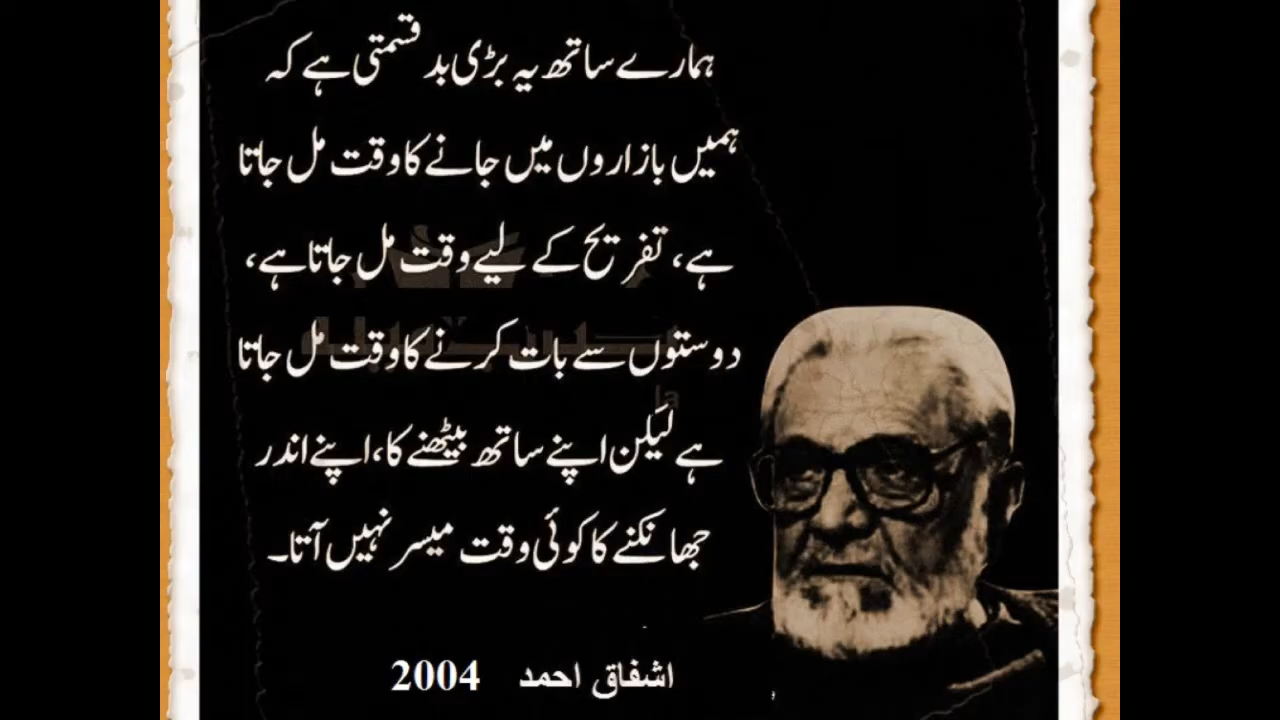 ہمارے ساتھ یہ بڑی بد قسمتی ہے کہ
ہمیں بازاروں میں جانے کا وقت مل جاتا
ہے، تفریح کے لیے وقت مل جاتا ہے،
دوستوں سے بات کرنے کا وقت مل جاتا
ہے لیکن اپنے ساتھ بیٹھنے کا، اپنے اندر
جھانکنے کا کوئی وقت میسر نہیں آتا۔
اشفاق احمد 2004